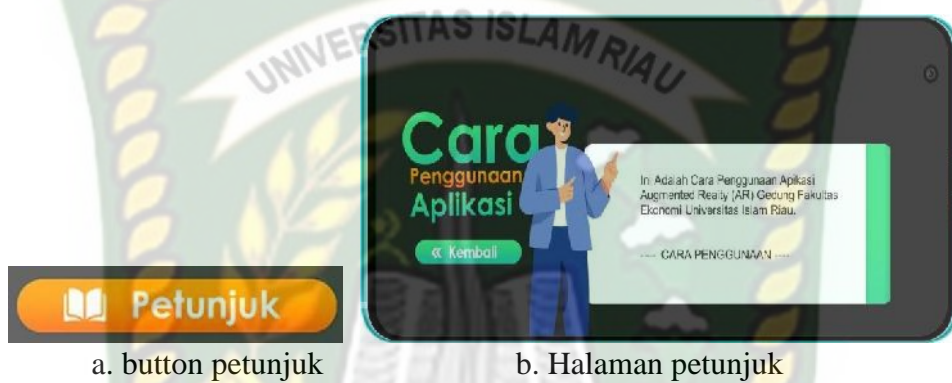 UNIVERSITAS ISLAM RIAU
Cara
Penggunaan
Aplikasi
« Kembali
Ini Adalah Cara Penggunaan Aplikasi
Augmented Realty (AR) Gedung Fakultas
Ekonomi Universitas Islam Riau.
---- CARA PENGGUNAAN ----
Petunjuk
a. button petunjuk
b. Halaman petunjuk